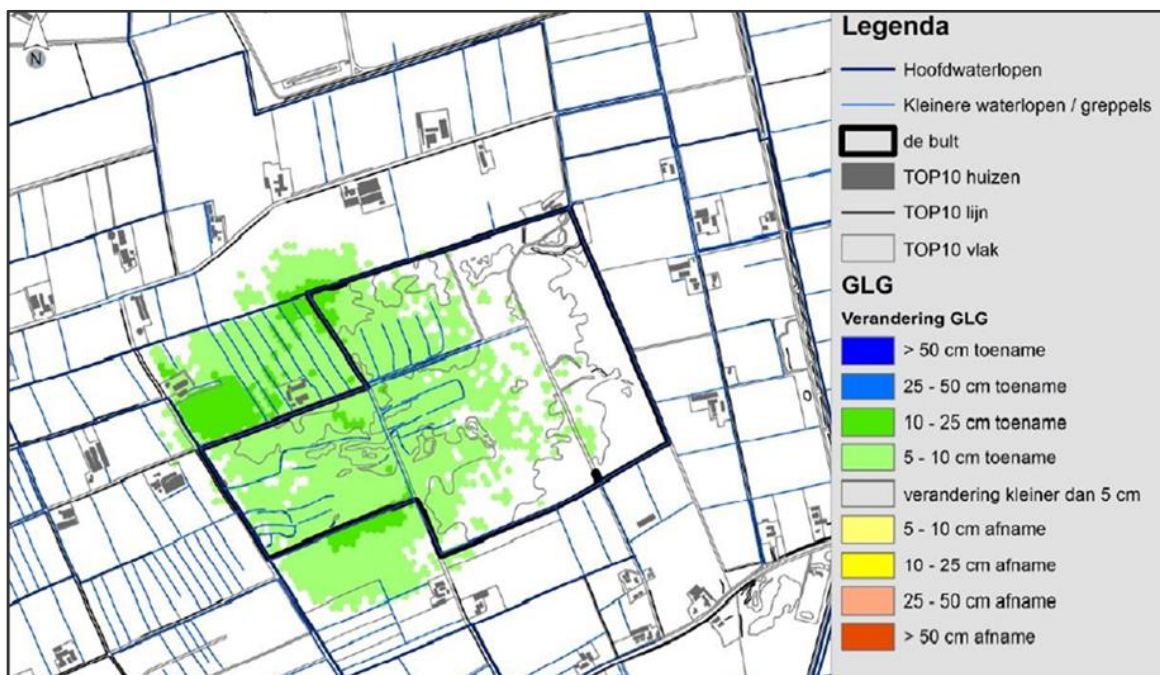 N
Legenda
Hoofdwaterlopen
Kleinere waterlopen / greppels
de bult
TOP10 huizen
TOP10 lijn
TOP10 vlak
GLG
Verandering GLG
> 50 cm toename
25 - 50 cm toename
10 - 25 cm toename
5 - 10 cm toename
verandering kleiner dan 5 cm
5 - 10 cm afname
10 - 25 cm afname
25 - 50 cm afname
> 50 cm afname